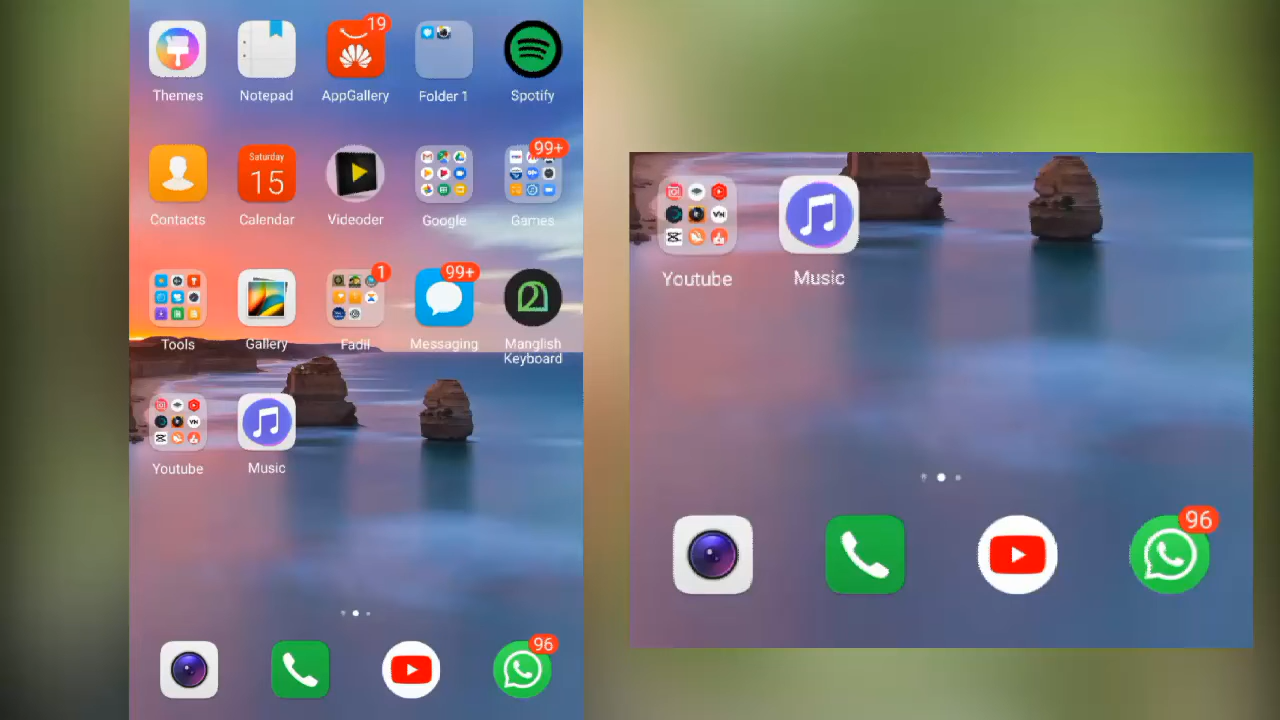 19
Themes
Notepad
AppGallery
Folder 1
Spotify
Saturday
15
99+
Contacts
Calendar
Videoder
Google
Games
1
99+
Tools
Gallery
Fadil
Messaging
Manglish
Keyboard
Youtube
Music
96
Youtube
Music
96